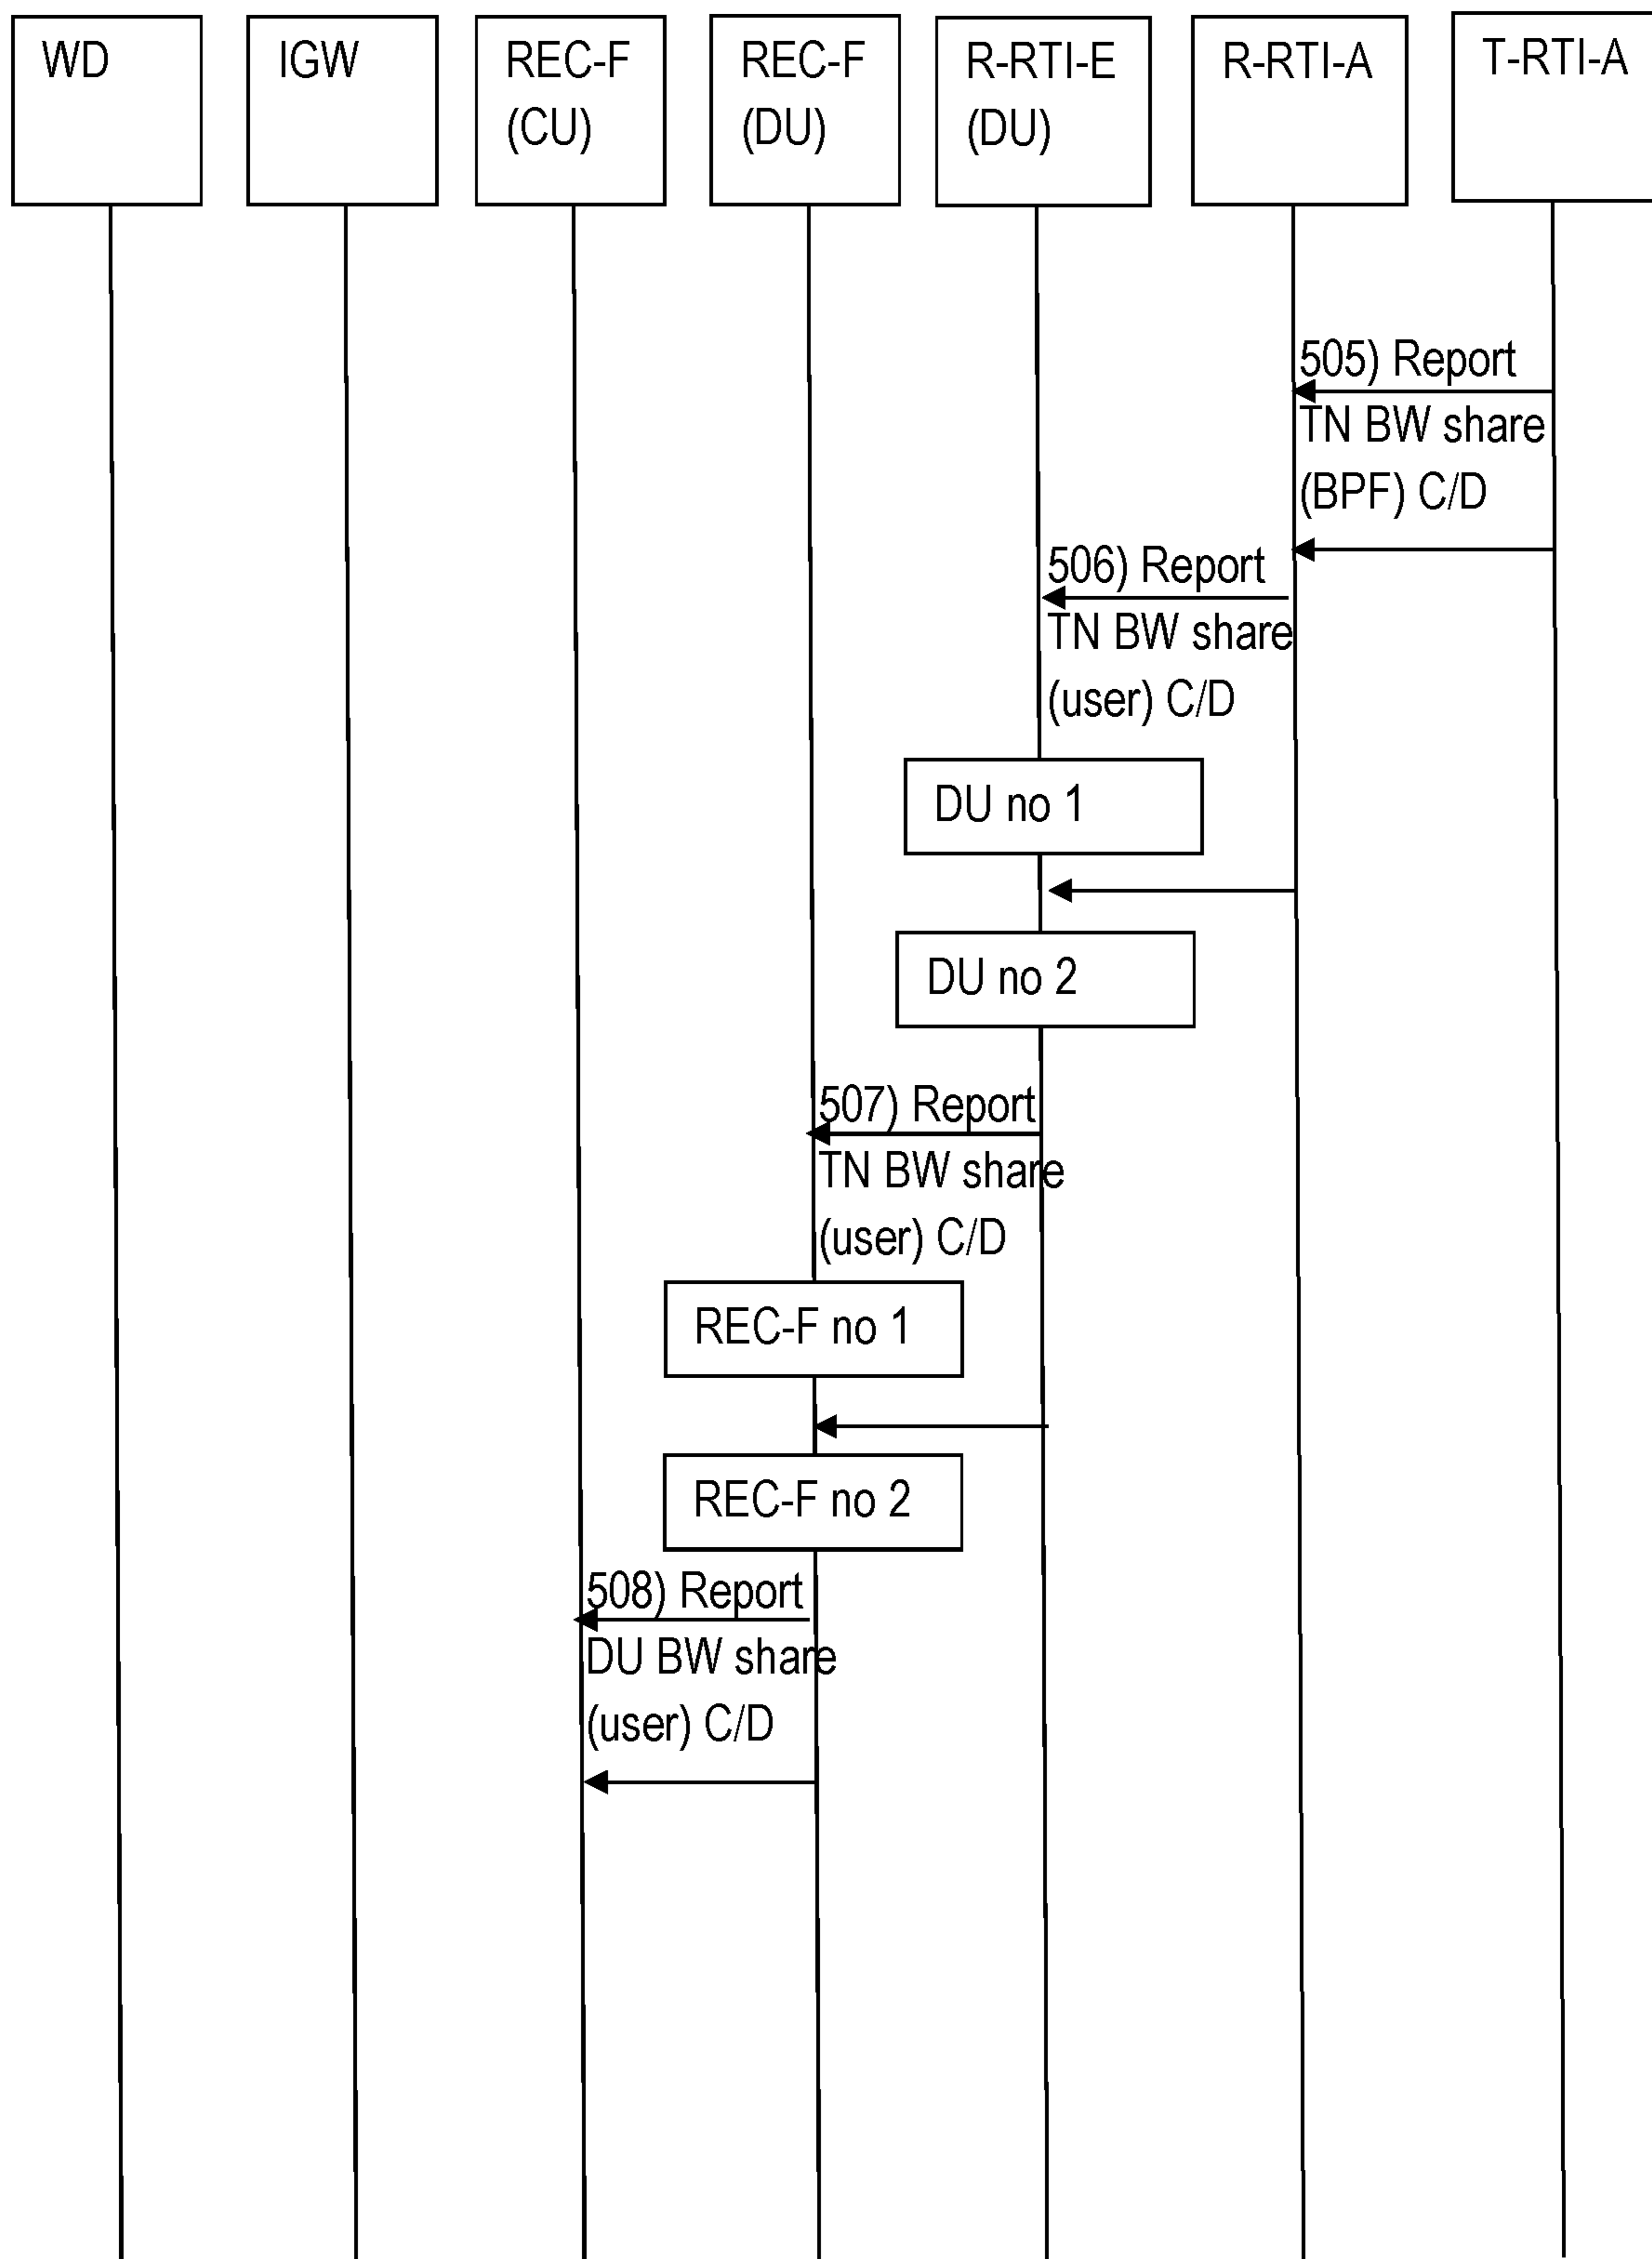 WD
IGW
REC-F
(CU)
REC-F
(DU)
R-RTI-E
(DU)
R-RTI-A
T-RTI-A
505) Report
TN BW share
(BPF) C/D
506) Report
TN BW share
(user) C/D
DU no 1
DU no 2
507) Report
TN BW share
(user) C/D
REC-F no 1
REC-F no 2
508) Report
DU BW share
(user) C/D